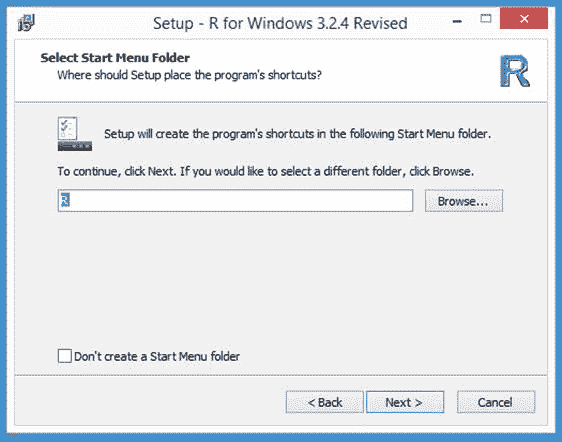 Setup - R for Windows 3.2.4 Revised
Select Start Menu Folder
Where should Setup place the program's shortcuts?
R
Setup will create the program's shortcuts in the following Start Menu folder.
To continue, click Next. If you would like to select a different folder, click Browse.
R
Browse...
Don't create a Start Menu folder
< Back
Next >
Cancel